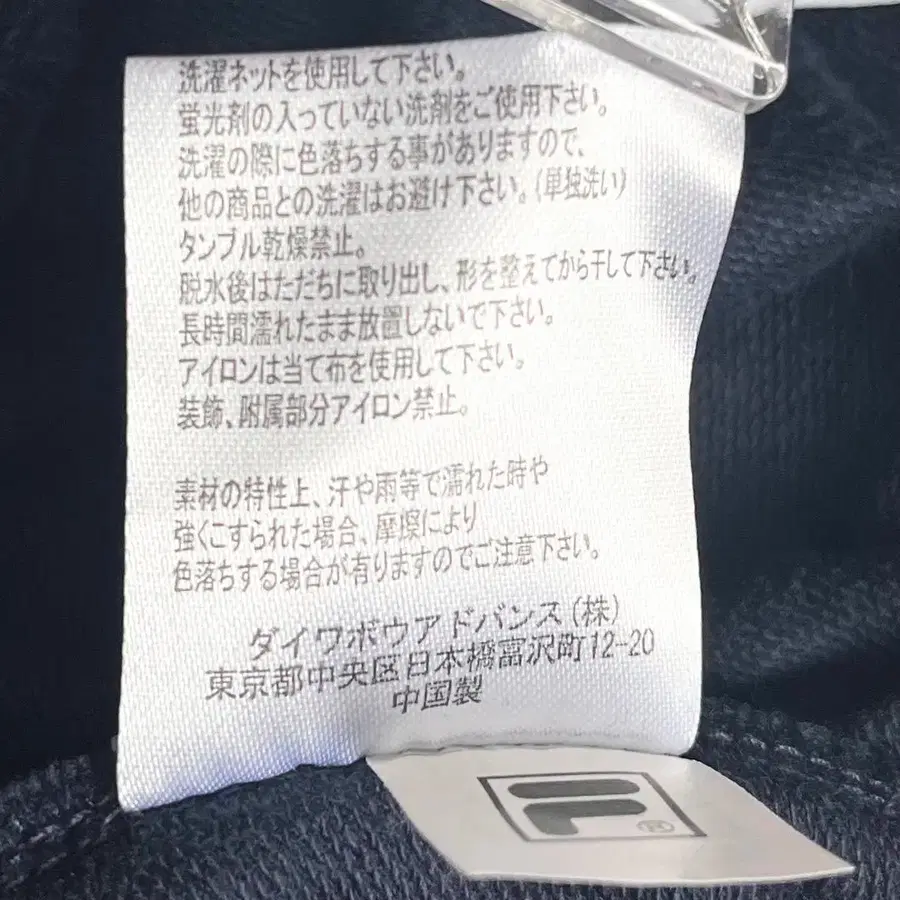 洗濯ネットを使用して下さい。
蛍光剤の入っていない洗剤をご使用下さい。
洗濯の際に色落ちする事がありますので、
他の商品との洗濯はお避け下さい。(単独洗い)
タンブル乾燥禁止。
脱水後はただちに取り出し、形を整えてから干して下さい。
長時間濡れたまま放置しないで下さい。
アイロンは当て布を使用して下さい。
装飾、附属部分アイロン禁止。
素材の特性上、汗や雨等で濡れた時や
強くこすられた場合、摩擦により
色落ちする場合が有りますのでご注意下さい。
ダイワボウアドバンス(株)
東京都中央区日本橋富沢町12-20
中国製
F®